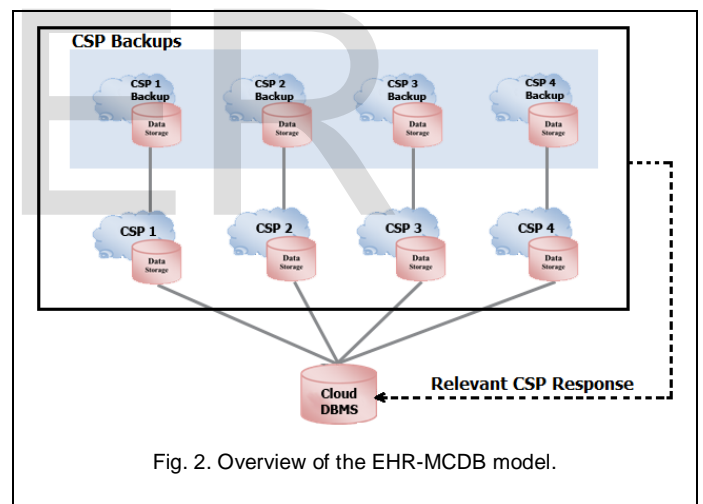 CSP Backups
CSP 1
Backup
CSP 2
Backup
CSP 3
Backup
CSP 4
Backup
Data
Storage
Data
Storage
Data
Storage
Data
Storage
CSP 1
CSP 2
CSP 3
CSP 4
Data
Storage
Data
Storage
Data
Storage
Data
Storage
Cloud
DBMS
Relevant CSP Response
Fig. 2. Overview of the EHR-MCDB model.
ER